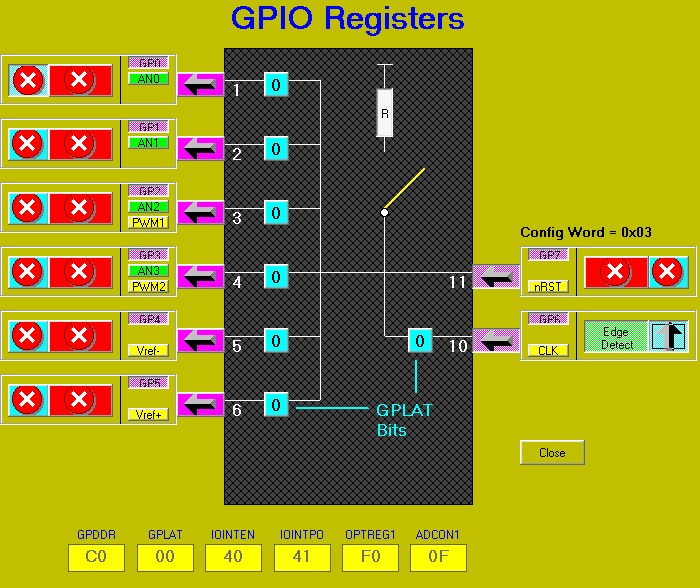 GPIO Registers
GP0
AN0
1
0
R
GP1
AN1
2
0
GP2
AN2
PWM1
3
0
Config Word = 0x03
GP3
AN3
PWM2
4
0
11
GP7
nRST
GP4
Vref-
5
0
0
10
GP6
CLK
Edge
Detect
GP5
Vref+
6
0
GPLAT
Bits
Close
GPDDR GPLAT IOINTEN IOINTPO OPTREG1 ADCON1
C0 00 40 41 F0 0F